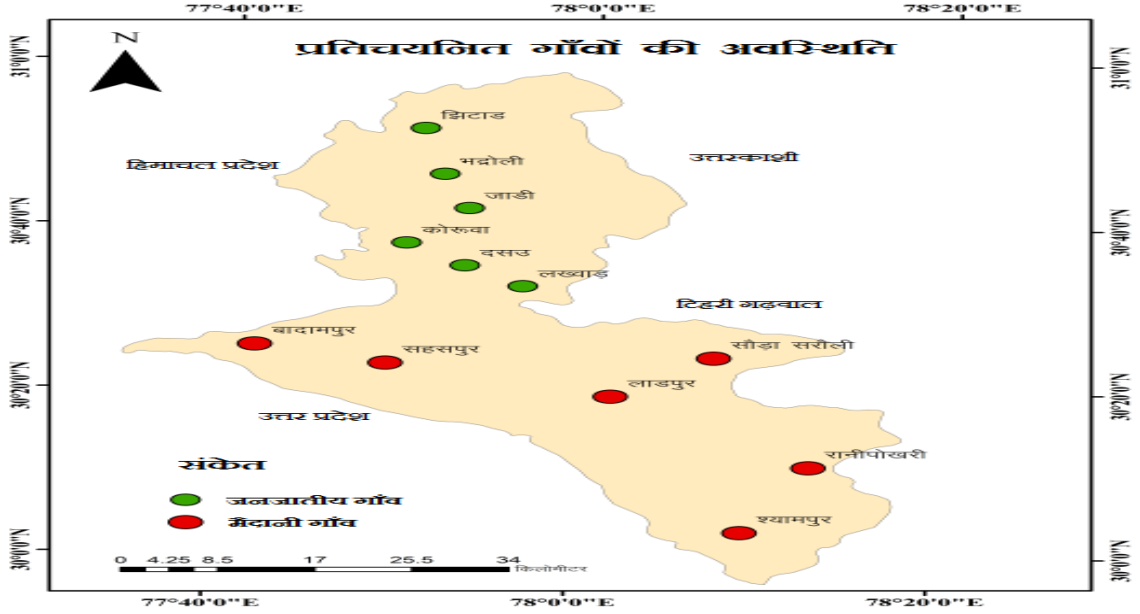 77°40'0"E 78°0'0"E 78°20'0"E
N
प्रतिचयनित गाँवों की अवस्थिति
31°0'0"N
31°0'0"N
झिटाड
हिमाचल प्रदेश
भद्रोली
उत्तरकाशी
जाडी
30°40'0"N
कोरूवा
30°40'0"N
दसउ
लखवाड़
टिहरी गढ़वाल
बादामपुर
सहसपुर
सौड़ा सरौली
30°20'0"N
लाडपुर
30°20'0"N
उत्तर प्रदेश
रानीपोखरी
संकेत
जनजातीय गाँव
मैदानी गाँव
श्यामपुर
30°0'0"N
30°0'0"N
0 4.25 8.5 17 25.5 34
किलोमीटर
77°40'0"E 78°0'0"E 78°20'0"E